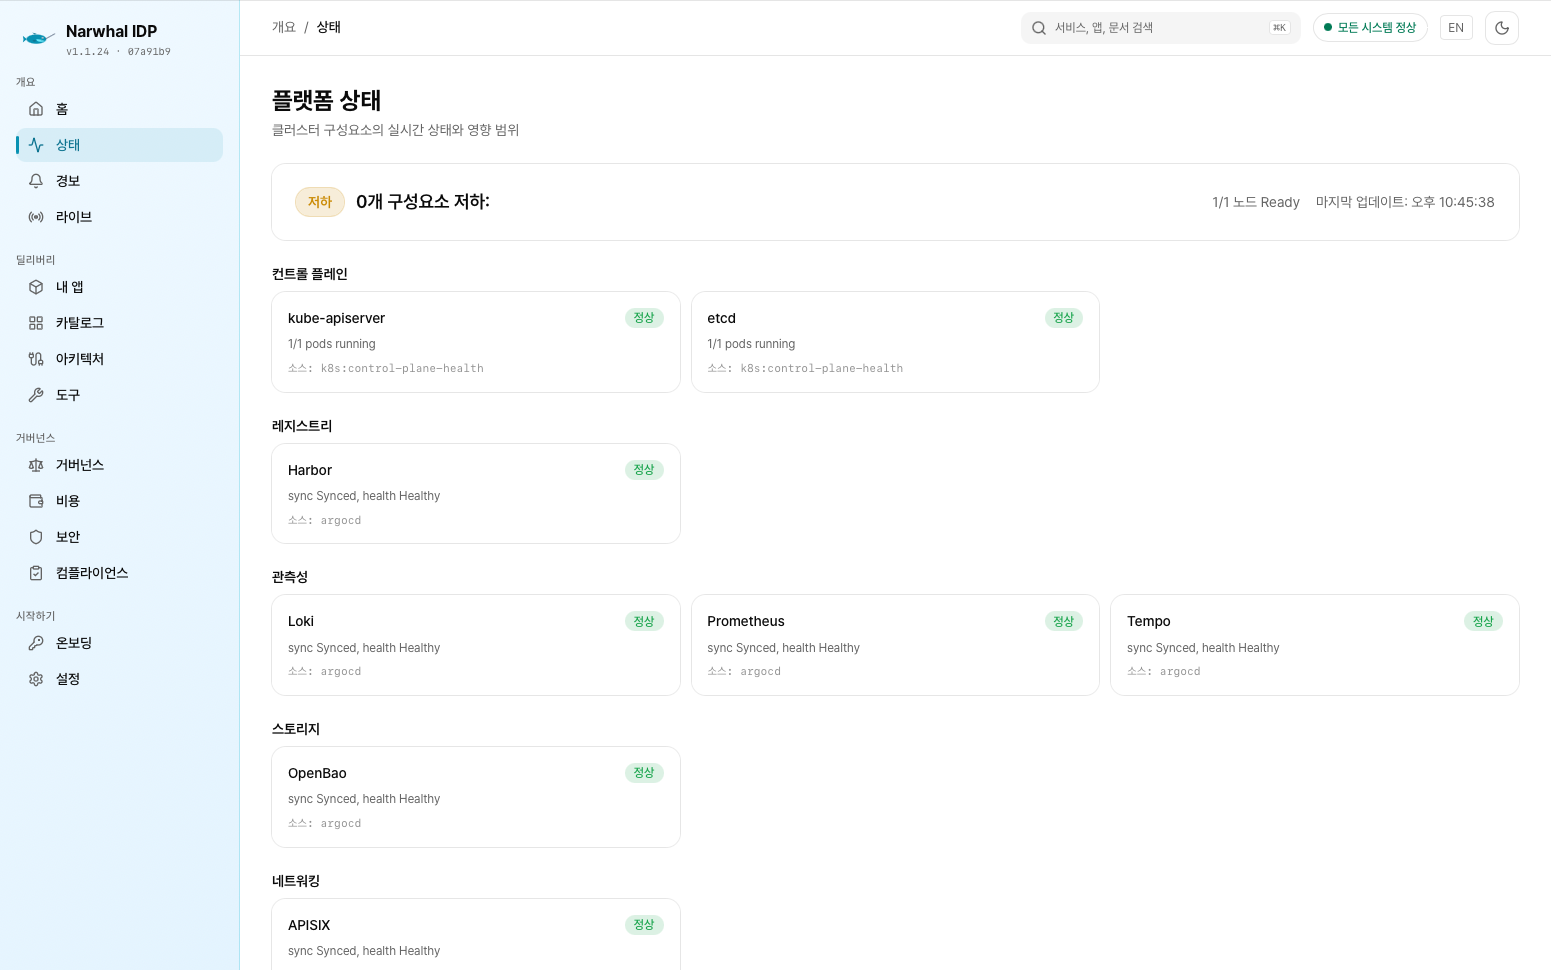 Narwhal IDP
v1.1.24 · 07a91b9
개요
홈
상태
경보
라이브
딜리버리
내 앱
카탈로그
아키텍처
도구
거버넌스
거버넌스
비용
보안
컴플라이언스
시작하기
온보딩
설정
개요 / 상태
서비스, 앱, 문서 검색 ⌘K
모든 시스템 정상
EN
플랫폼 상태
클러스터 구성요소의 실시간 상태와 영향 범위
저하 0개 구성요소 저하: 1/1 노드 Ready 마지막 업데이트: 오후 10:45:38
컨트롤 플레인
kube-apiserver 정상
1/1 pods running
소스: k8s:control-plane-health
etcd 정상
1/1 pods running
소스: k8s:control-plane-health
레지스트리
Harbor 정상
sync Synced, health Healthy
소스: argocd
관측성
Loki 정상
sync Synced, health Healthy
소스: argocd
Prometheus 정상
sync Synced, health Healthy
소스: argocd
Tempo 정상
sync Synced, health Healthy
소스: argocd
스토리지
OpenBao 정상
sync Synced, health Healthy
소스: argocd
네트워킹
APISIX 정상
sync Synced, health Healthy